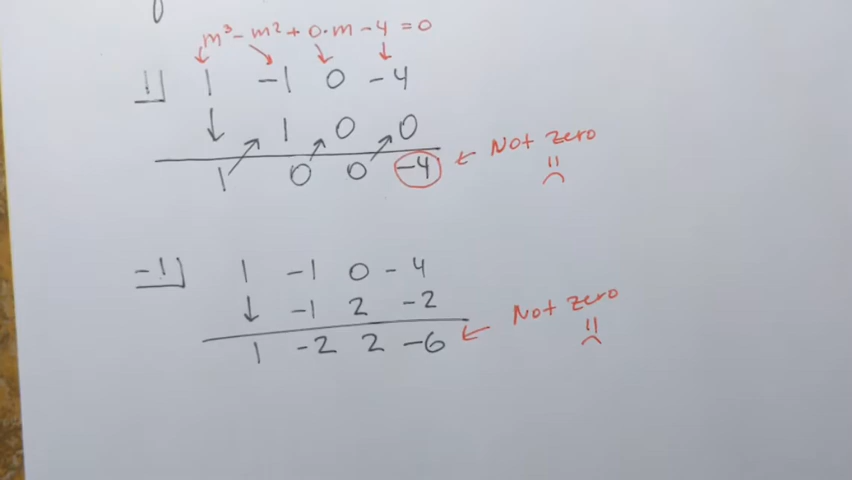 m³ - m² + 0·m - 4 = 0
1| 1 -1 0 -4
1 0 0
1 0 0 -4 ← Not zero
-1| 1 -1 0 -4
-1 2 -2
1 -2 2 -6 ← Not zero